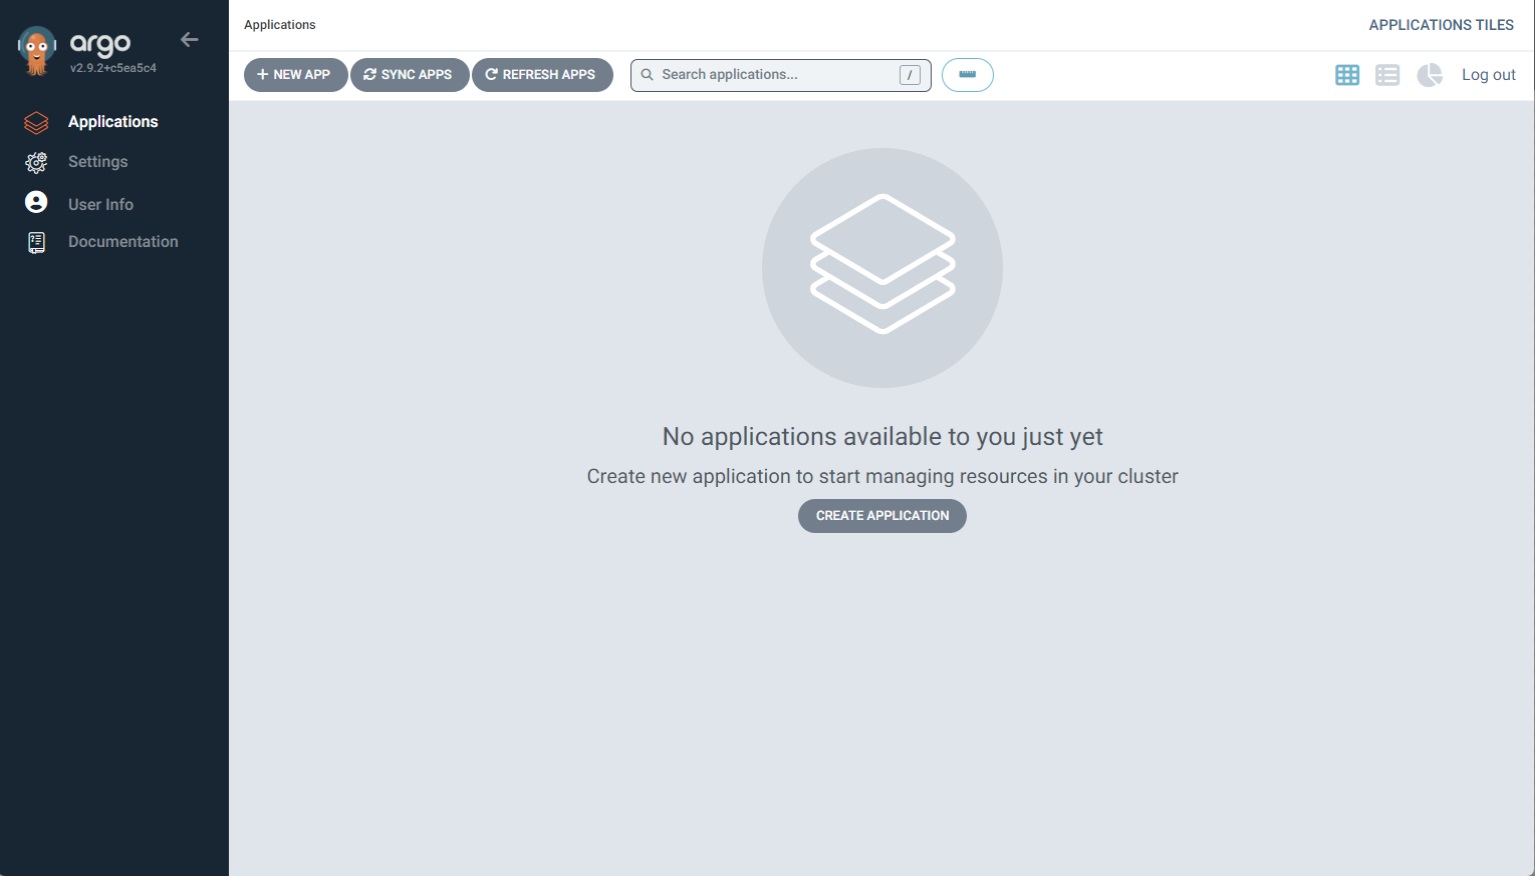 argo
v2.9.2+c5ea5c4
Applications
Settings
User Info
Documentation
Applications
APPLICATIONS TILES
+ NEW APP
SYNC APPS
REFRESH APPS
Search applications...
/
Log out
No applications available to you just yet
Create new application to start managing resources in your cluster
CREATE APPLICATION